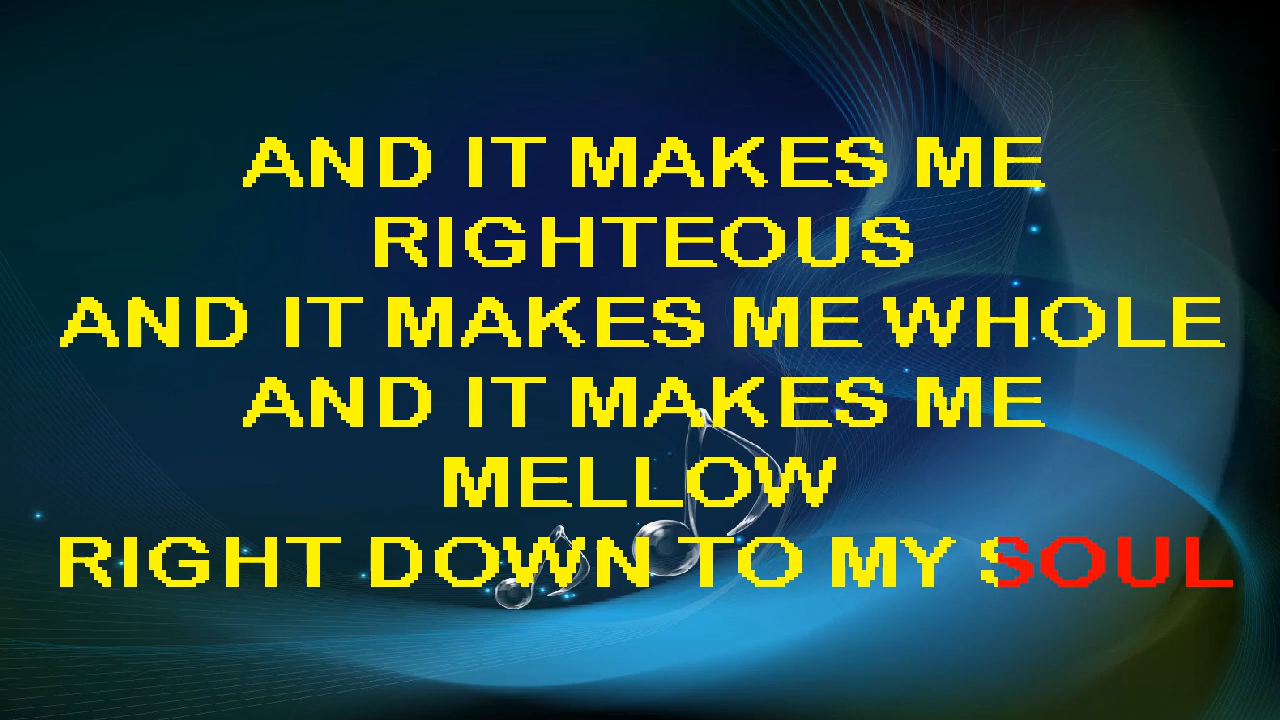 AND IT MAKES ME
RIGHTEOUS
AND IT MAKES ME WHOLE
AND IT MAKES ME
MELLOW
RIGHT DOWN TO MY SOUL